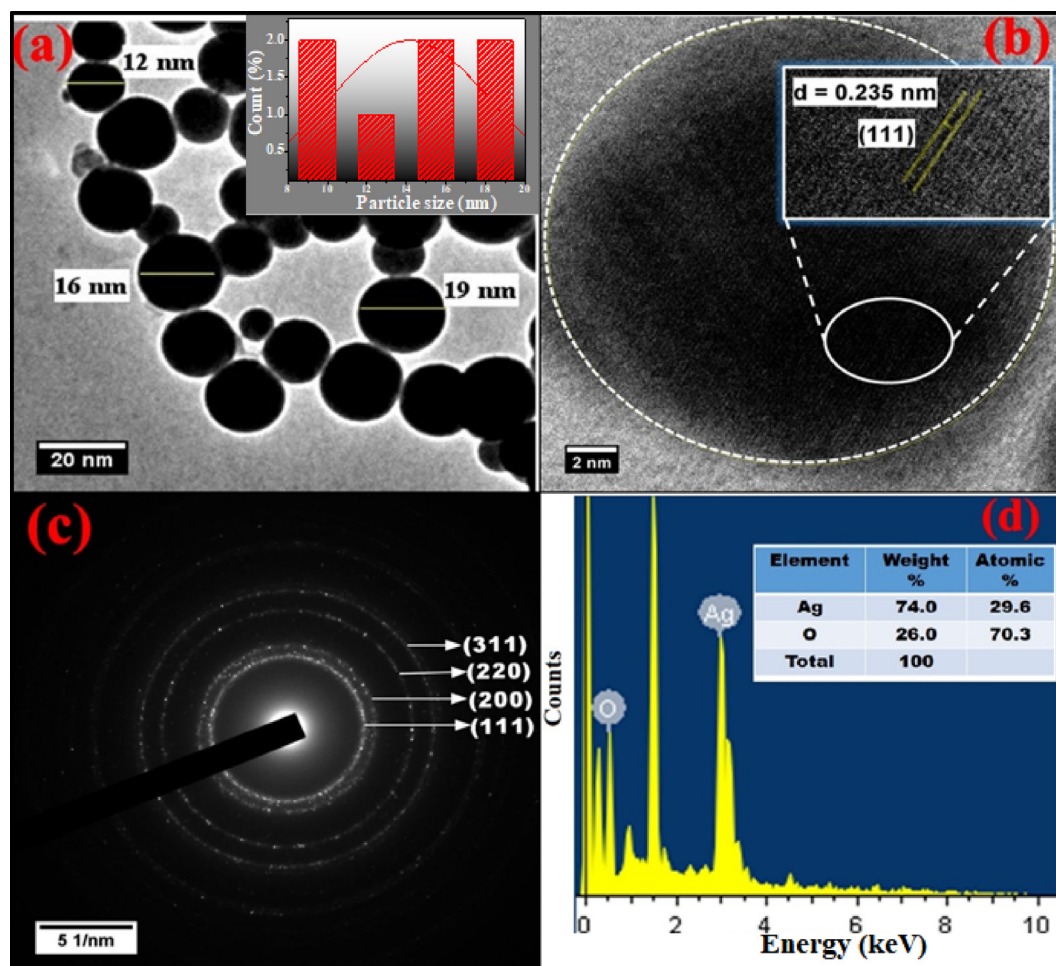 (a)
12 nm
16 nm
19 nm
20 nm
Count (%)
2.0
1.5
1.0
0.5
8 10 12 14 16 18 20
Particle size (nm)
(b)
d = 0.235 nm
(111)
2 nm
(c)
(311)
(220)
(200)
(111)
5 1/nm
(d)
Element Weight % Atomic %
Ag 74.0 29.6
O 26.0 70.3
Total 100
Ag
O
Counts
0 2 4 6 8 10
Energy (keV)